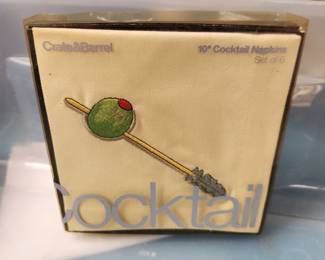 Crate&Barrel
10" Cocktail Napkins
Set of 6
Cocktail